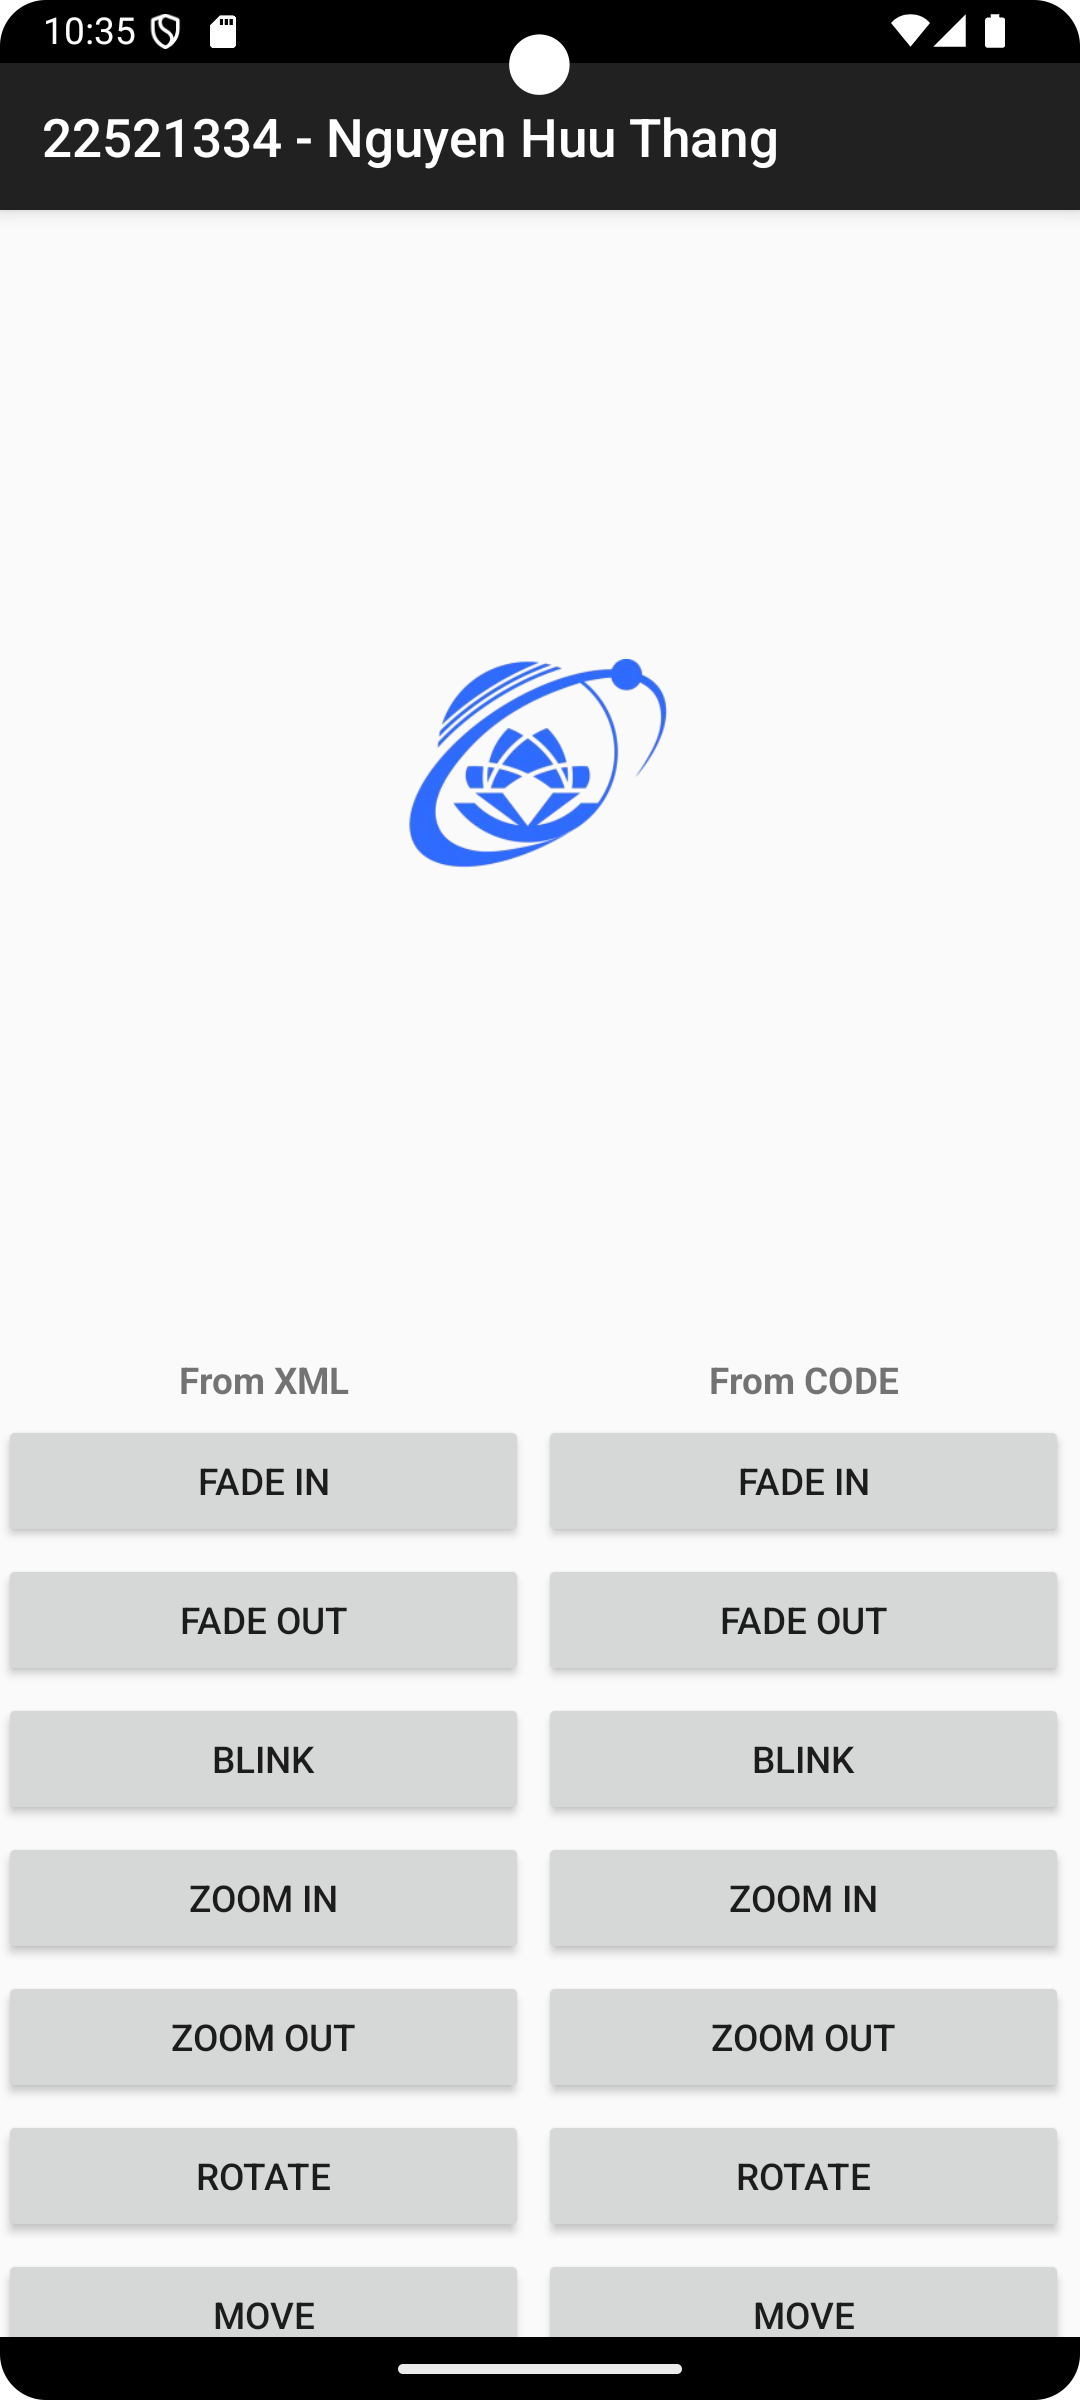 10:35
22521334 - Nguyen Huu Thang
From XML From CODE
FADE IN FADE IN
FADE OUT FADE OUT
BLINK BLINK
ZOOM IN ZOOM IN
ZOOM OUT ZOOM OUT
ROTATE ROTATE
MOVE MOVE